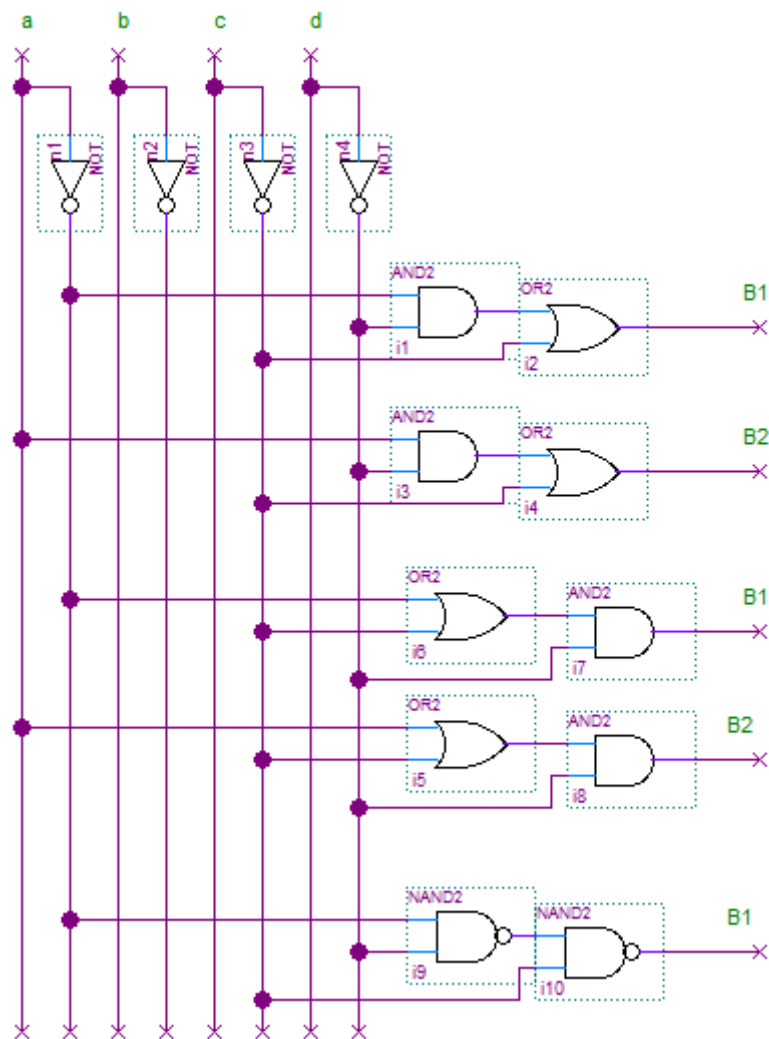 a b c d
n1 NOT n2 n3 NOT n4 NOT
AND2
OR2
B1
i1
i2
AND2
OR2
B2
i3
i4
OR2
AND2
B1
i6
i7
OR2
AND2
B2
i5
i8
NAND2
NAND2
B1
i9
i10